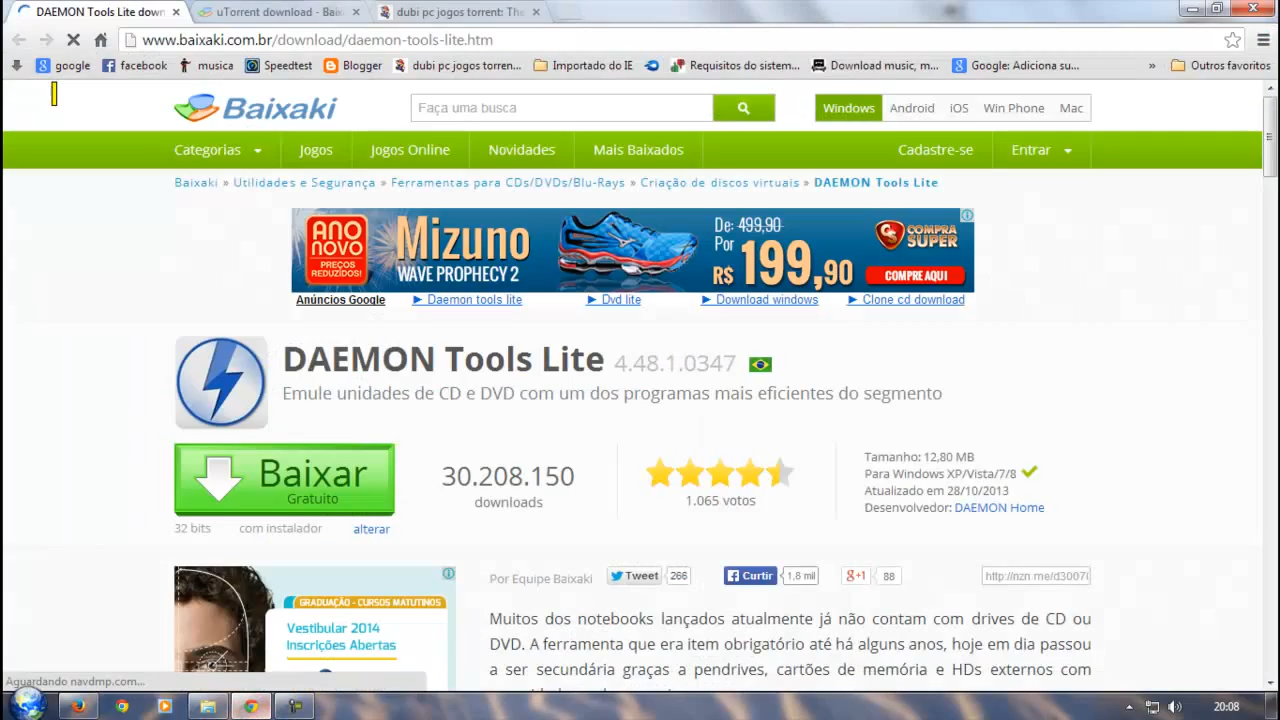 DAEMON Tools Lite down
uTorrent download - Baix
dubi pc jogos torrent: The
www.baixaki.com.br/download/daemon-tools-lite.htm
google
facebook
musica
Speedtest
Blogger
dubi pc jogos torren...
Importado do IE
Requisitos do sistem...
Download music, m...
Google: Adiciona su...
»
Outros favoritos
Baixaki
Faça uma busca
Windows
Android
iOS
Win Phone
Mac
Categorias
Jogos
Jogos Online
Novidades
Mais Baixados
Cadastre-se
Entrar
Baixaki » Utilidades e Segurança » Ferramentas para CDs/DVDs/Blu-Rays » Criação de discos virtuais » DAEMON Tools Lite
ANO NOVO
PREÇOS REDUZIDOS!
Mizuno
WAVE PROPHECY 2
De: 499,90
Por R$ 199,90
COMPRA SUPER
COMPRE AQUI
Anúncios Google
► Daemon tools lite
► Dvd lite
► Download windows
► Clone cd download
DAEMON Tools Lite 4.48.1.0347
Emule unidades de CD e DVD com um dos programas mais eficientes do segmento
Baixar
Gratuito
32 bits
com instalador
alterar
30.208.150
downloads
1.065 votos
Tamanho: 12,80 MB
Para Windows XP/Vista/7/8
Atualizado em 28/10/2013
Desenvolvedor: DAEMON Home
GRADUAÇÃO - CURSOS MATUTINOS
Vestibular 2014
Inscrições Abertas
Por Equipe Baixaki
Tweet
266
Curtir
1,8 mil
g+1
88
http://nzn.me/d3007
Muitos dos notebooks lançados atualmente já não contam com drives de CD ou
DVD. A ferramenta que era item obrigatório até há alguns anos, hoje em dia passou
a ser secundária graças a pendrives, cartões de memória e HDs externos com
Aguardando navdmp.com...
20:08